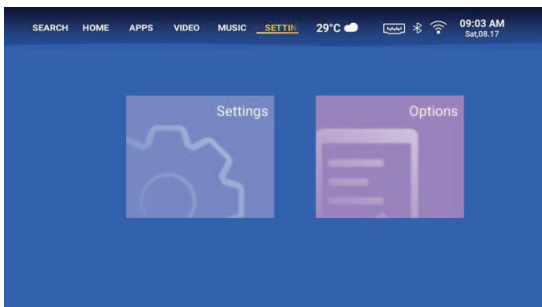 SEARCH HOME APPS VIDEO MUSIC SETTIN 29°C 09:03 AM
Sat,08.17
Settings Options